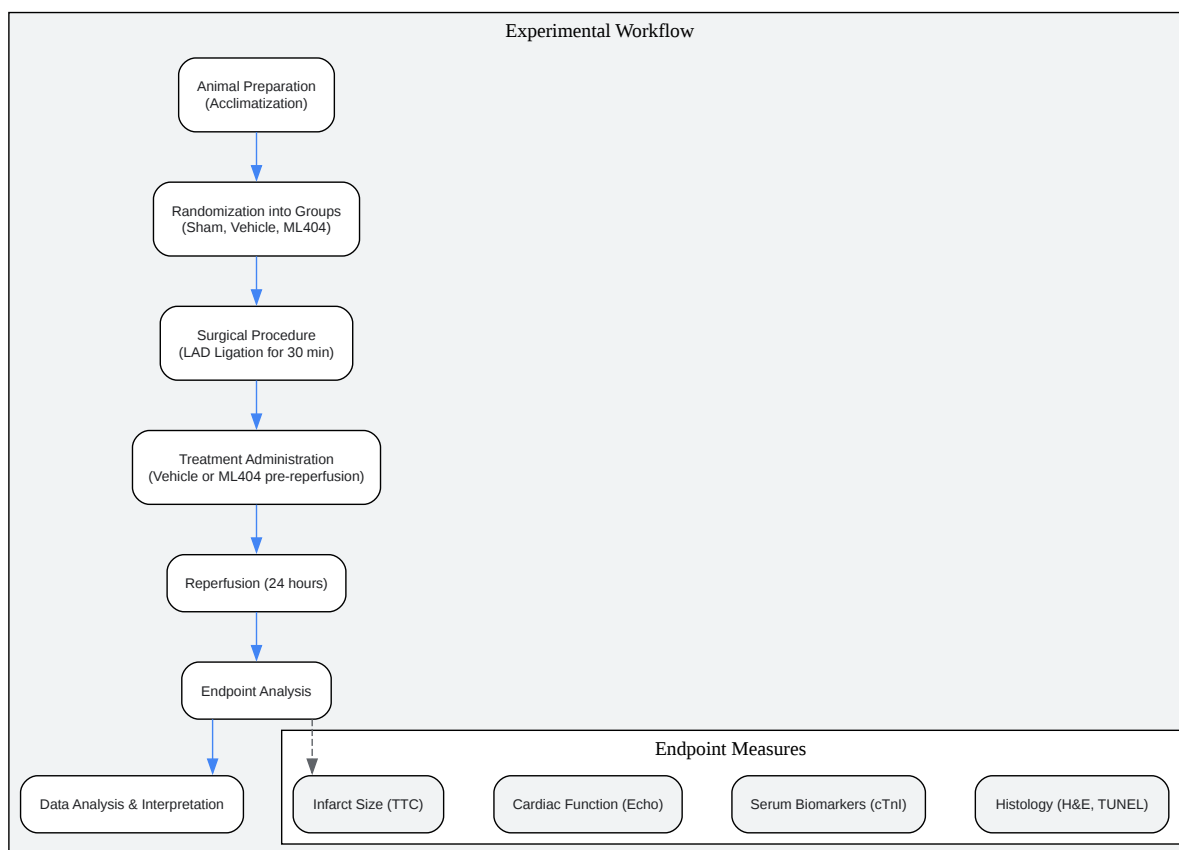 Experimental Workflow
Animal Preparation
(Acclimatization)
Randomization into Groups
(Sham, Vehicle, ML404)
Surgical Procedure
(LAD Ligation for 30 min)
Treatment Administration
(Vehicle or ML404 pre-reperfusion)
Reperfusion (24 hours)
Endpoint Analysis
Endpoint Measures
Data Analysis & Interpretation
Infarct Size (TTC)
Cardiac Function (Echo)
Serum Biomarkers (cTnI)
Histology (H&E, TUNEL)